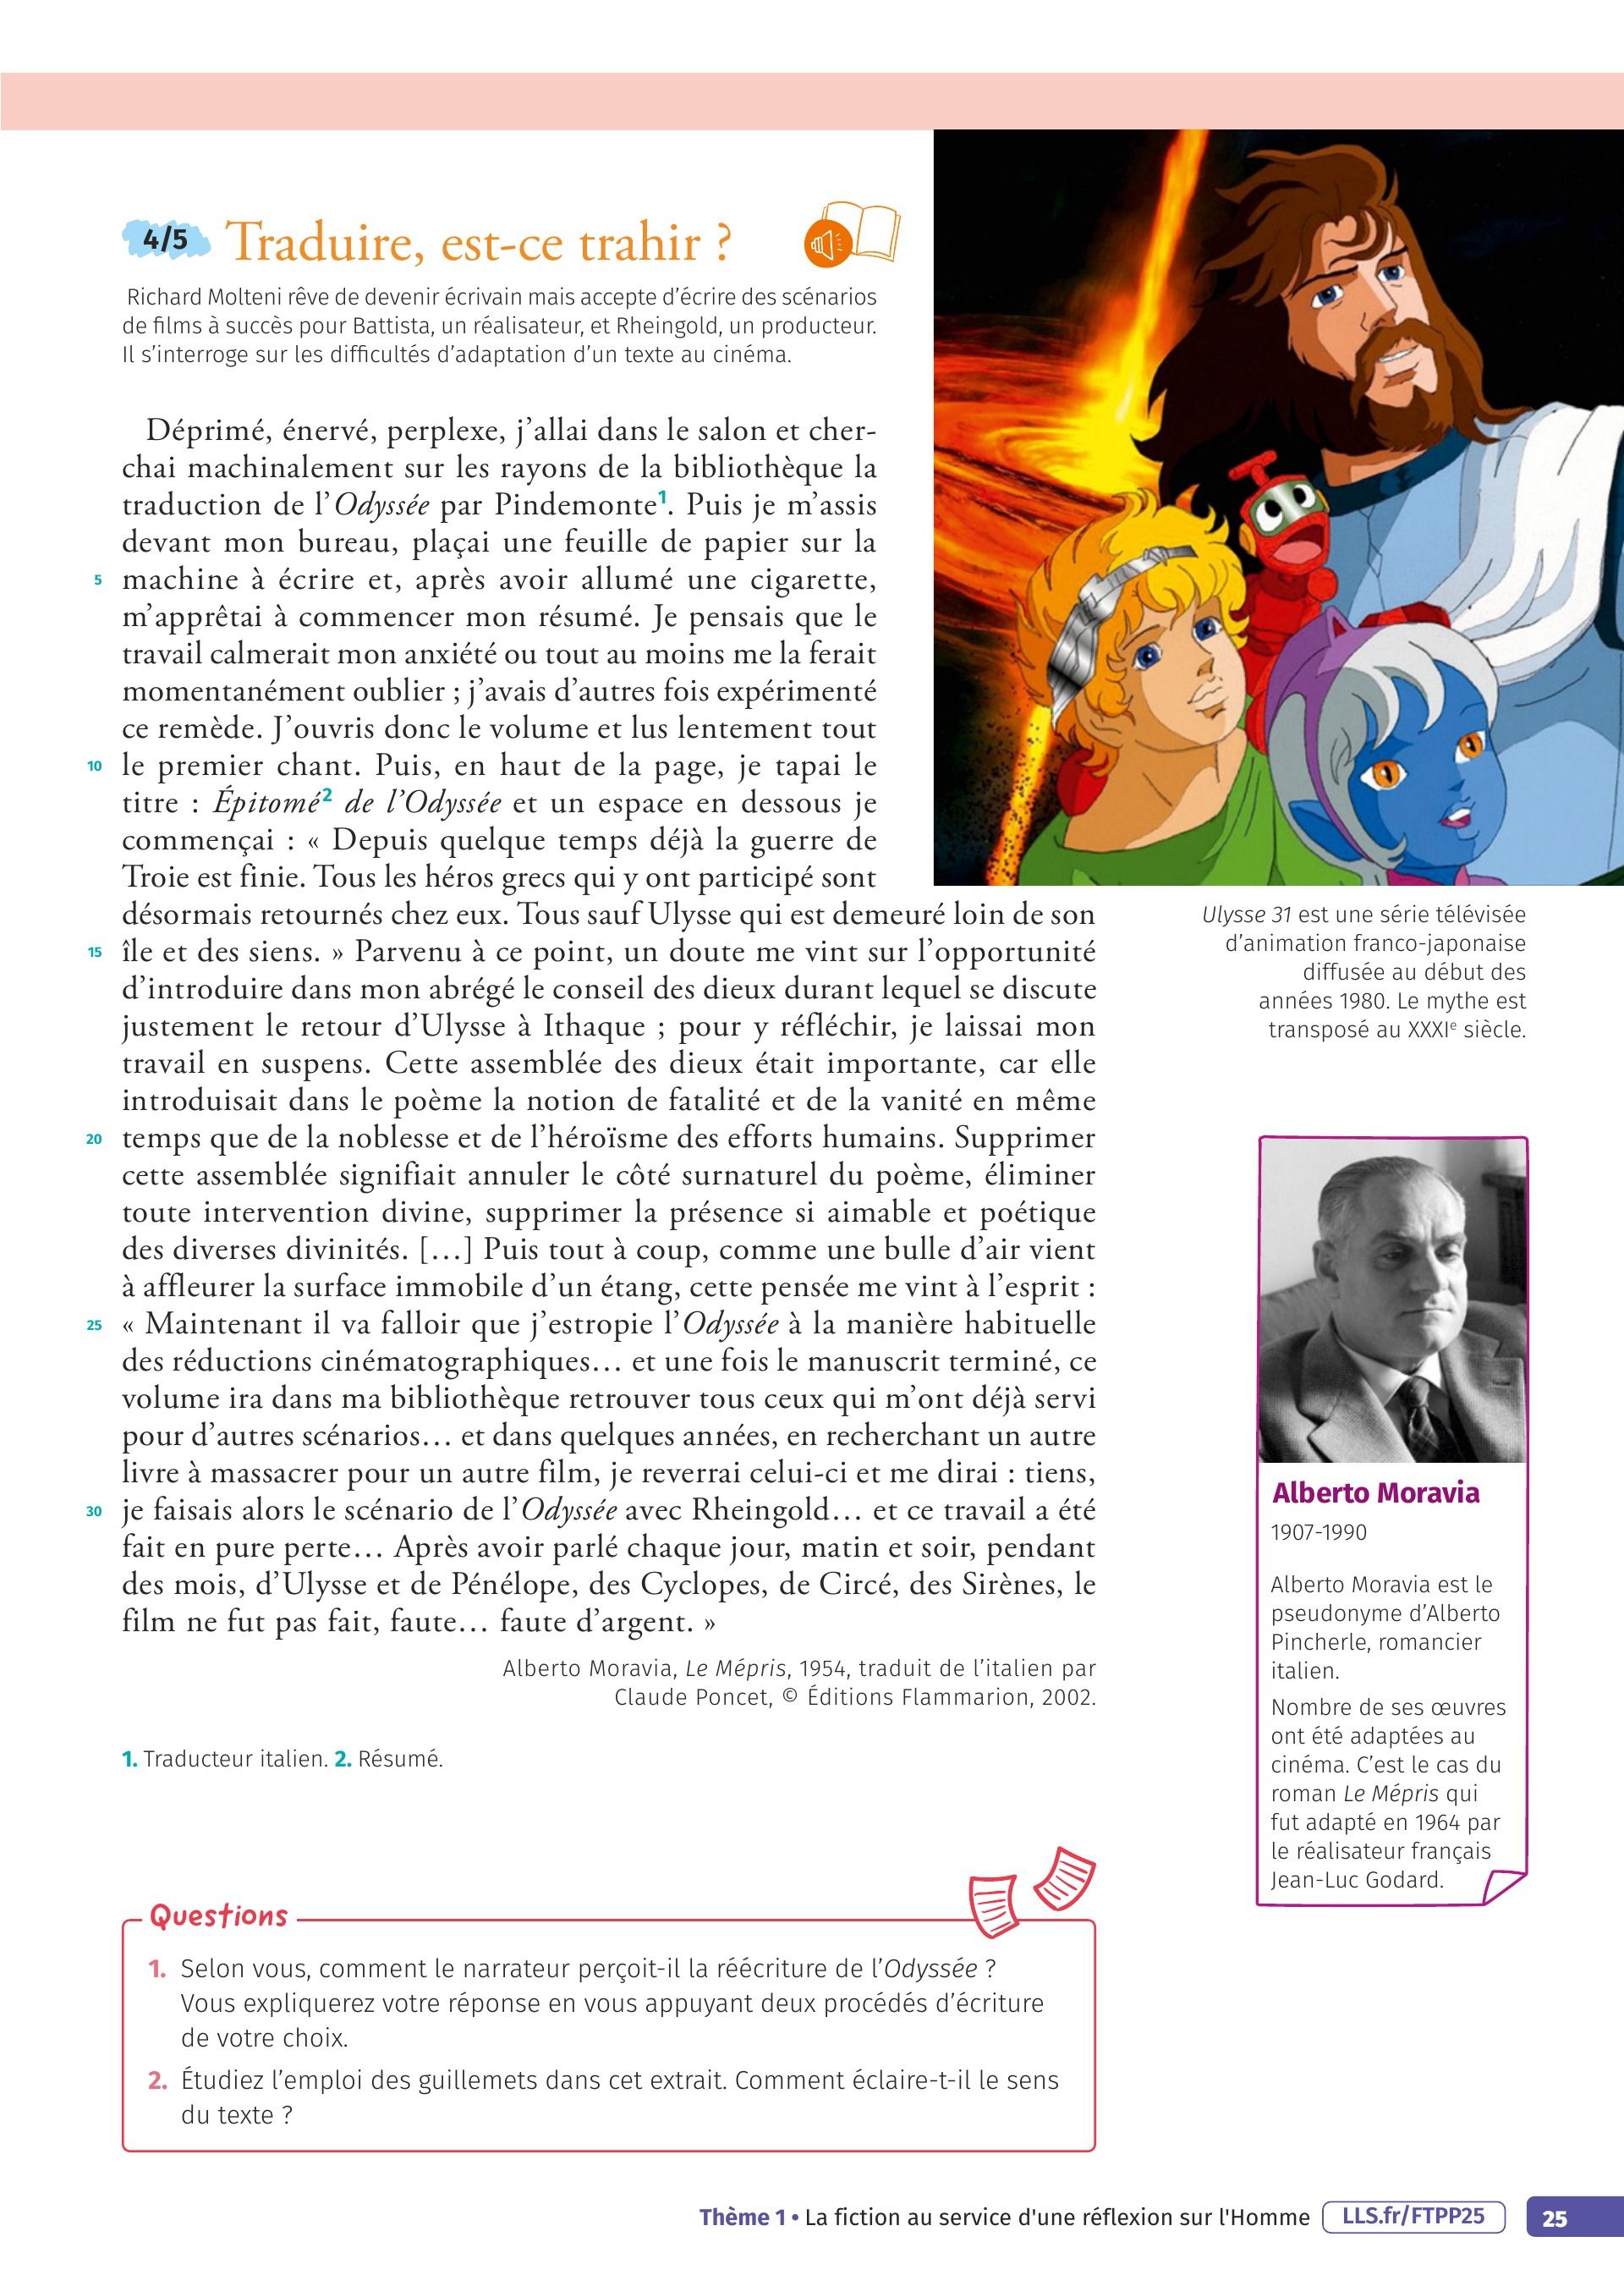 4/5 Traduire, est-ce trahir ?
Richard Molteni rêve de devenir écrivain mais accepte d’écrire des scénarios
de films à succès pour Battista, un réalisateur, et Rheingold, un producteur.
Il s’interroge sur les difficultés d’adaptation d’un texte au cinéma.
Déprimé, énervé, perplexe, j’allai dans le salon et cher-
chai machinalement sur les rayons de la bibliothèque la
traduction de l’Odyssée par Pindemonte1. Puis je m’assis
devant mon bureau, plaçai une feuille de papier sur la
5 machine à écrire et, après avoir allumé une cigarette,
m’apprêtai à commencer mon résumé. Je pensais que le
travail calmerait mon anxiété ou tout au moins me la ferait
momentanément oublier ; j’avais d’autres fois expérimenté
ce remède. J’ouvris donc le volume et lus lentement tout
10 le premier chant. Puis, en haut de la page, je tapai le
titre : Épitomé2 de l’Odyssée et un espace en dessous je
commençai : « Depuis quelque temps déjà la guerre de
Troie est finie. Tous les héros grecs qui y ont participé sont
désormais retournés chez eux. Tous sauf Ulysse qui est demeuré loin de son
15 île et des siens. » Parvenu à ce point, un doute me vint sur l’opportunité
d’introduire dans mon abrégé le conseil des dieux durant lequel se discute
justement le retour d’Ulysse à Ithaque ; pour y réfléchir, je laissai mon
travail en suspens. Cette assemblée des dieux était importante, car elle
introduisait dans le poème la notion de fatalité et de la vanité en même
20 temps que de la noblesse et de l’héroïsme des efforts humains. Supprimer
cette assemblée signifiait annuler le côté surnaturel du poème, éliminer
toute intervention divine, supprimer la présence si aimable et poétique
des diverses divinités. […] Puis tout à coup, comme une bulle d’air vient
à affleurer la surface immobile d’un étang, cette pensée me vint à l’esprit :
25 « Maintenant il va falloir que j’estropie l’Odyssée à la manière habituelle
des réductions cinématographiques… et une fois le manuscrit terminé, ce
volume ira dans ma bibliothèque retrouver tous ceux qui m’ont déjà servi
pour d’autres scénarios… et dans quelques années, en recherchant un autre
livre à massacrer pour un autre film, je reverrai celui-ci et me dirai : tiens,
30 je faisais alors le scénario de l’Odyssée avec Rheingold… et ce travail a été
fait en pure perte… Après avoir parlé chaque jour, matin et soir, pendant
des mois, d’Ulysse et de Pénélope, des Cyclopes, de Circé, des Sirènes, le
film ne fut pas fait, faute… faute d’argent. »
Alberto Moravia, Le Mépris, 1954, traduit de l’italien par
Claude Poncet, © Éditions Flammarion, 2002.
1. Traducteur italien. 2. Résumé.
Ulysse 31 est une série télévisée
d’animation franco-japonaise
diffusée au début des
années 1980. Le mythe est
transposé au XXXIe siècle.
Alberto Moravia
1907-1990
Alberto Moravia est le
pseudonyme d’Alberto
Pincherle, romancier
italien.
Nombre de ses œuvres
ont été adaptées au
cinéma. C’est le cas du
roman Le Mépris qui
fut adapté en 1964 par
le réalisateur français
Jean-Luc Godard.
Questions
1. Selon vous, comment le narrateur perçoit-il la réécriture de l’Odyssée ?
Vous expliquerez votre réponse en vous appuyant deux procédés d’écriture
de votre choix.
2. Étudiez l’emploi des guillemets dans cet extrait. Comment éclaire-t-il le sens
du texte ?
Thème 1 • La fiction au service d'une réflexion sur l'Homme LLS.fr/FTPP25 25